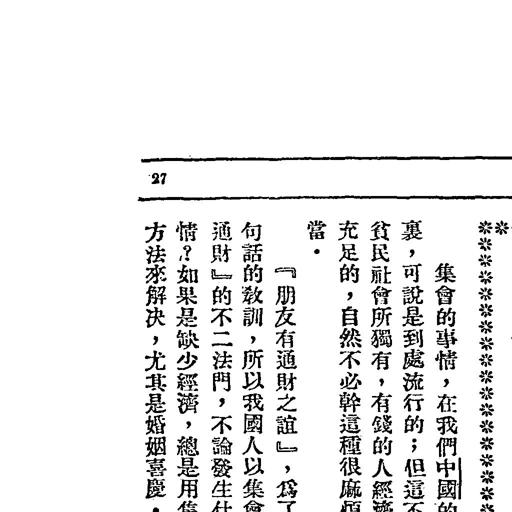 27
集會的事情，在我們中國的
裏，可說是到處流行的；但這不
貧民社會所獨有，有錢的人經濟
充足的，自然不必幹這種很麻煩
當．
『朋友有通財之誼』，爲了
句話的敎訓，所以我國人以集會
通財』的不二法門，不論發生什
情？如果是缺少經濟，總是用集
方法來解决，尤其是婚姻喜慶．